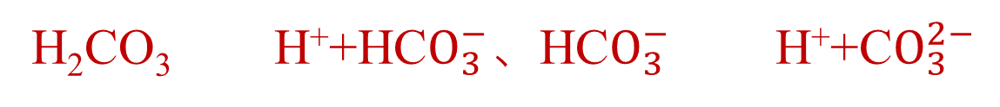 H₂CO₃ H⁺+HCO₃⁻、HCO₃⁻ H⁺+CO₃²⁻